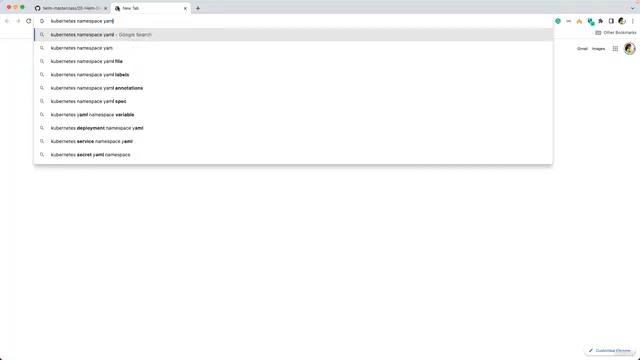 helm-masterclass/20-Helm-D
New Tab
kubernetes namespace yaml
Other Bookmarks
kubernetes namespace yaml - Google Search
Gmail Images
kubernetes namespace yam
kubernetes namespace yaml file
kubernetes namespace yaml labels
kubernetes namespace yaml annotations
kubernetes namespace yaml spec
kubernetes yaml namespace variable
kubernetes deployment namespace yaml
kubernetes service namespace yaml
kubernetes secret yaml namespace
Customise Chrome